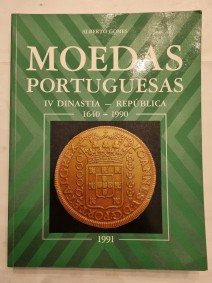 ALBERTO GOMES
MOEDAS
PORTUGUESAS
IV DINASTIA — REPÚBLICA
1640 – 1990
1991